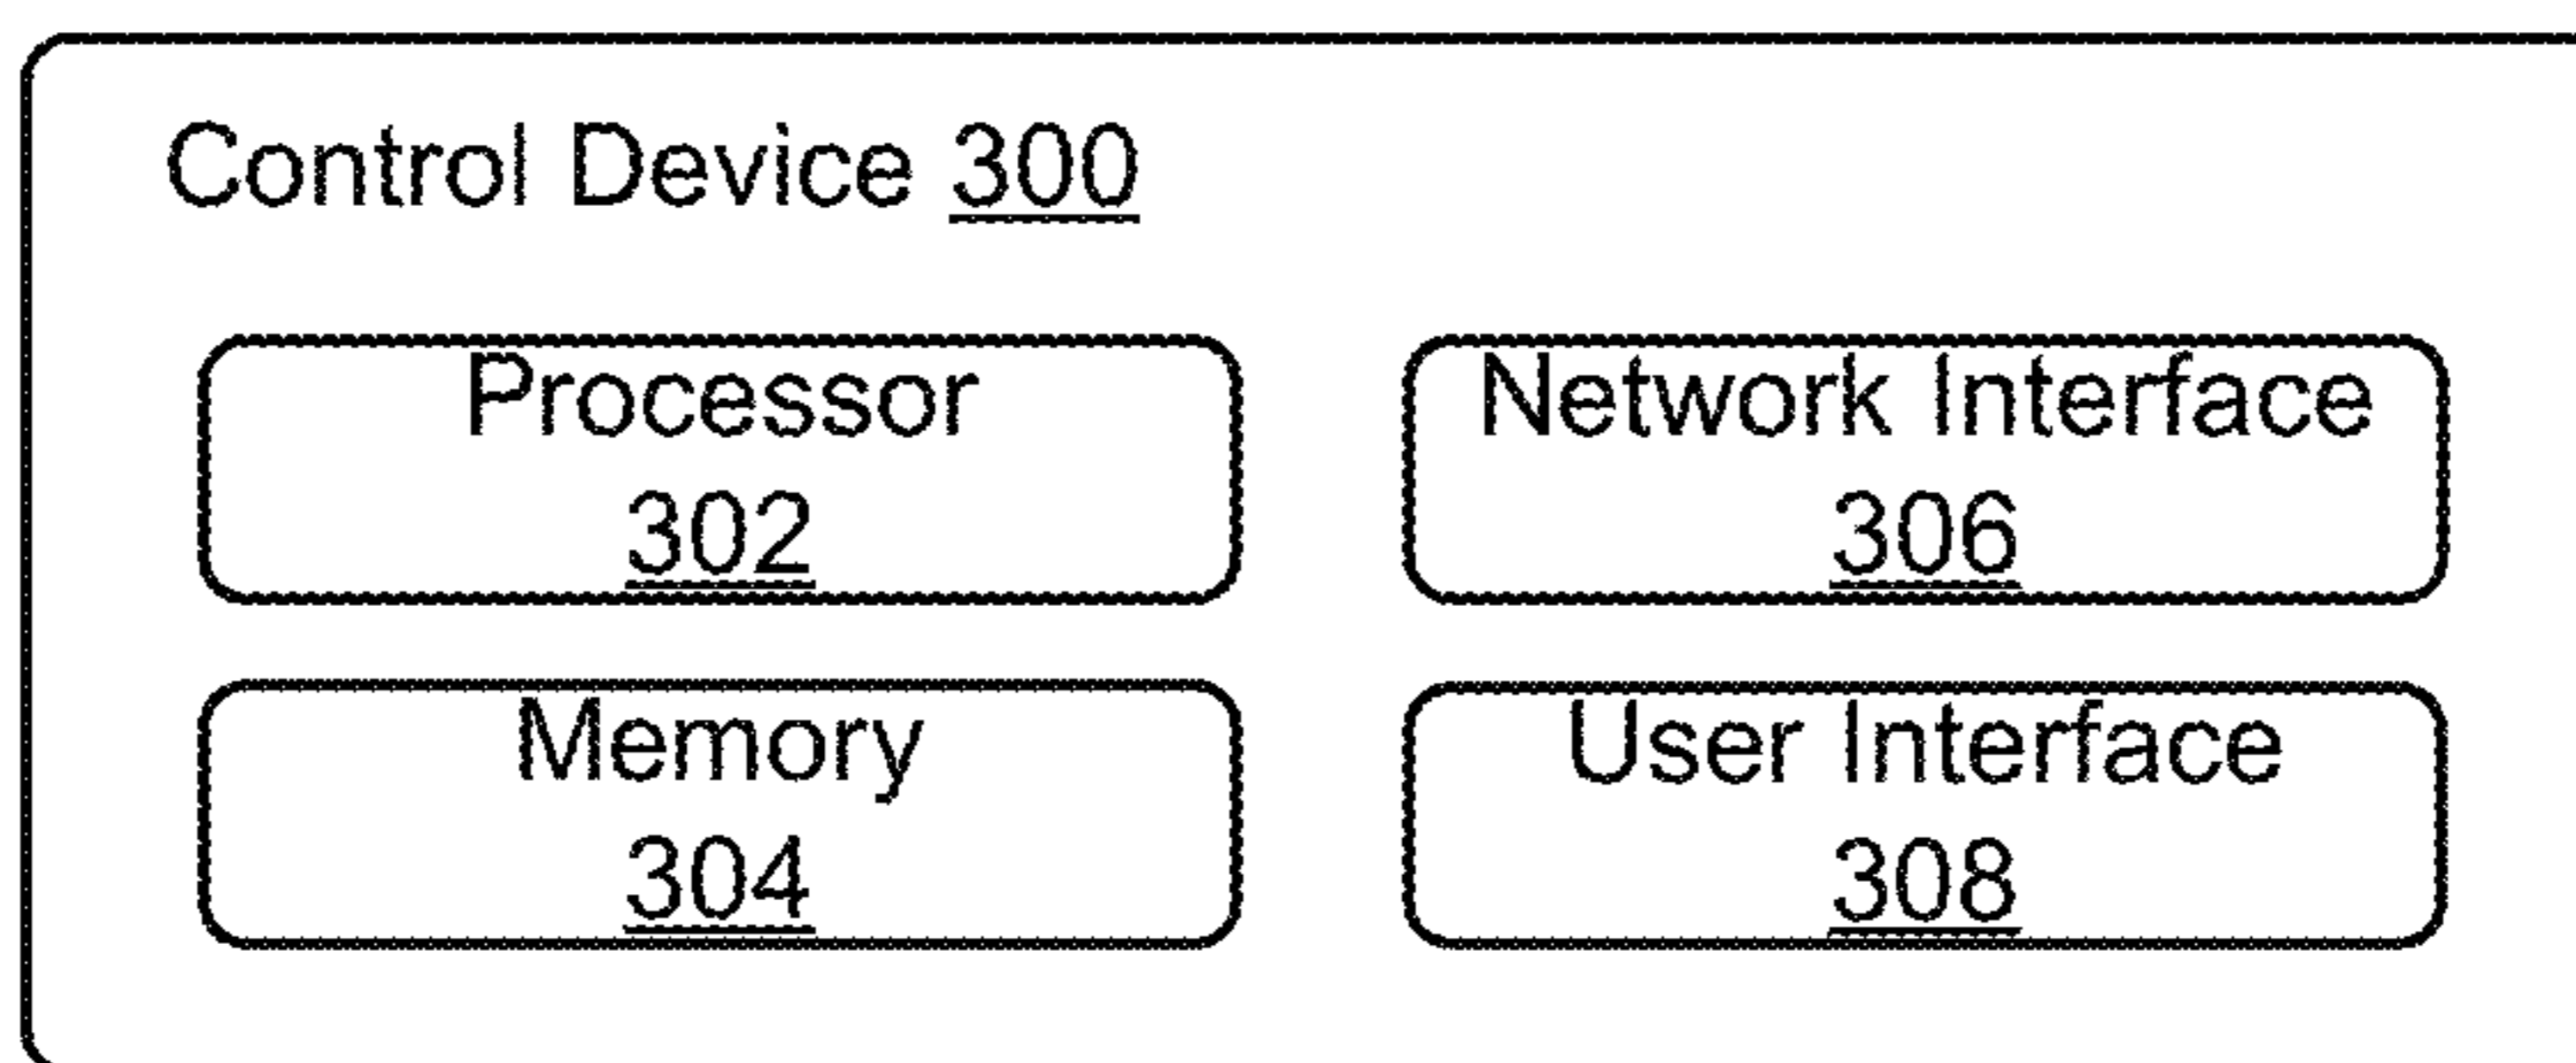 Control Device 300
Processor
302
Network Interface
306
Memory
304
User Interface
308